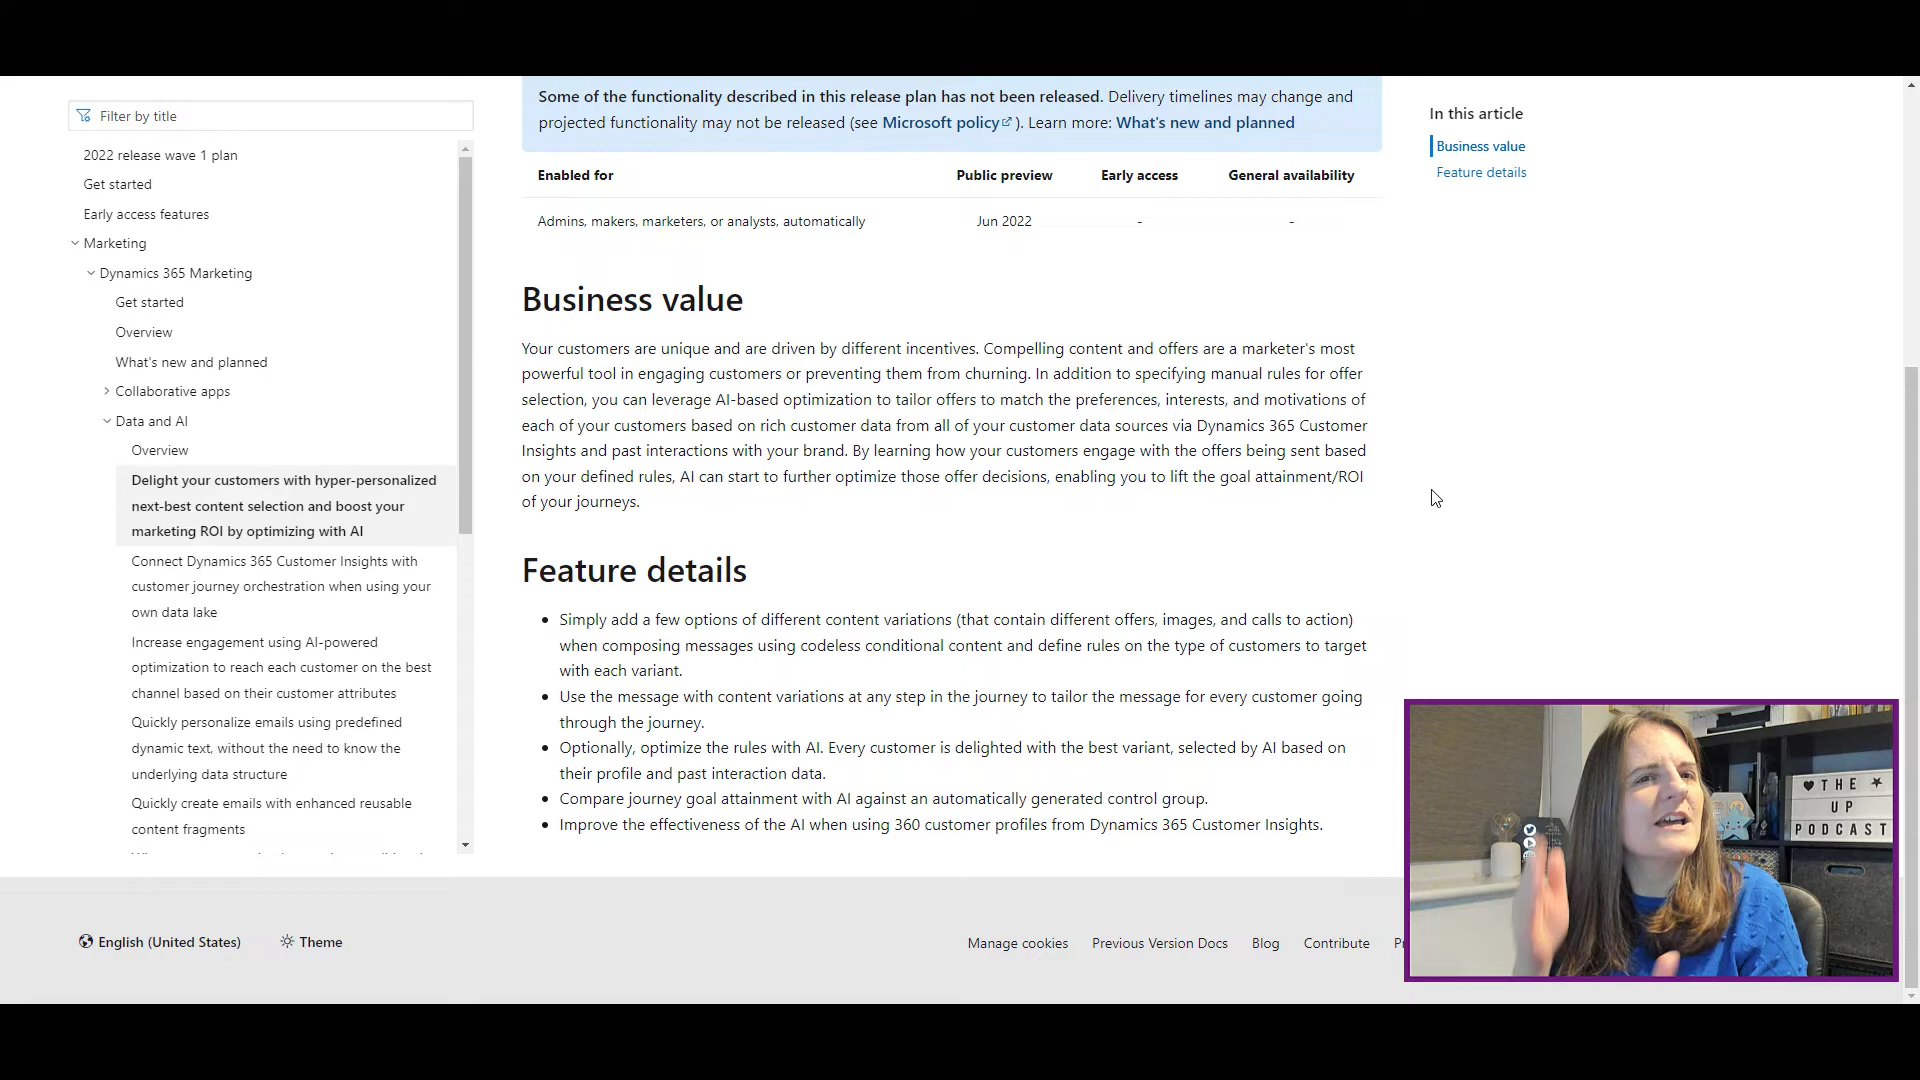 Filter by title
2022 release wave 1 plan
Get started
Early access features
Marketing
Dynamics 365 Marketing
Get started
Overview
What's new and planned
Collaborative apps
Data and AI
Overview
Delight your customers with hyper-personalized
next-best content selection and boost your
marketing ROI by optimizing with AI
Connect Dynamics 365 Customer Insights with
customer journey orchestration when using your
own data lake
Increase engagement using AI-powered
optimization to reach each customer on the best
channel based on their customer attributes
Quickly personalize emails using predefined
dynamic text, without the need to know the
underlying data structure
Quickly create emails with enhanced reusable
content fragments
Some of the functionality described in this release plan has not been released. Delivery timelines may change and
projected functionality may not be released (see Microsoft policy ). Learn more: What's new and planned
Enabled for Public preview Early access General availability
Admins, makers, marketers, or analysts, automatically Jun 2022 - -
Business value
Your customers are unique and are driven by different incentives. Compelling content and offers are a marketer's most
powerful tool in engaging customers or preventing them from churning. In addition to specifying manual rules for offer
selection, you can leverage AI-based optimization to tailor offers to match the preferences, interests, and motivations of
each of your customers based on rich customer data from all of your customer data sources via Dynamics 365 Customer
Insights and past interactions with your brand. By learning how your customers engage with the offers being sent based
on your defined rules, AI can start to further optimize those offer decisions, enabling you to lift the goal attainment/ROI
of your journeys.
Feature details
• Simply add a few options of different content variations (that contain different offers, images, and calls to action)
when composing messages using codeless conditional content and define rules on the type of customers to target
with each variant.
• Use the message with content variations at any step in the journey to tailor the message for every customer going
through the journey.
• Optionally, optimize the rules with AI. Every customer is delighted with the best variant, selected by AI based on
their profile and past interaction data.
• Compare journey goal attainment with AI against an automatically generated control group.
• Improve the effectiveness of the AI when using 360 customer profiles from Dynamics 365 Customer Insights.
In this article
Business value
Feature details
THE
UP
PODCAST
English (United States) Theme
Manage cookies Previous Version Docs Blog Contribute